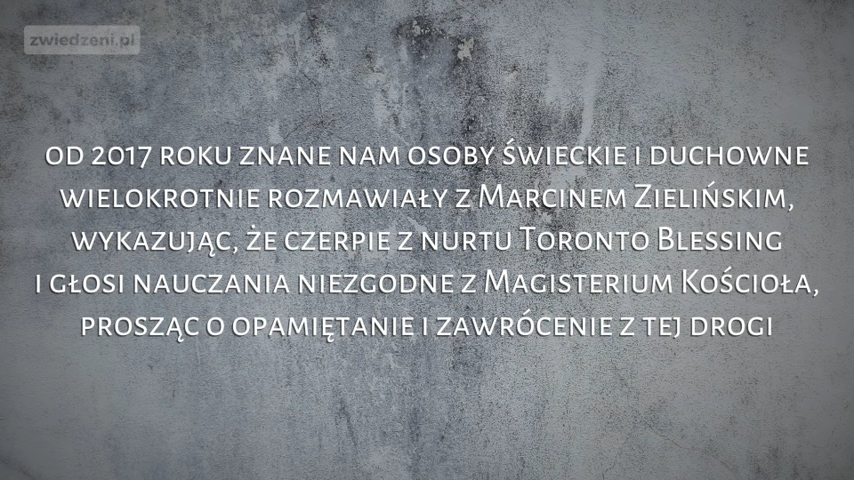 zwiedzeni.pl
OD 2017 ROKU ZNANE NAM OSOBY ŚWIECKIE I DUCHOWNE
WIELOKROTNIE ROZMAWIAŁY Z MARCINEM ZIELIŃSKIM,
WYKAZUJĄC, ŻE CZERPIE Z NURTU TORONTO BLESSING
I GŁOSI NAUCZANIA NIEZGODNE Z MAGISTERIUM KOŚCIOŁA,
PROSZĄC O OPAMIĘTANIE I ZAWRÓCENIE Z TEJ DROGI